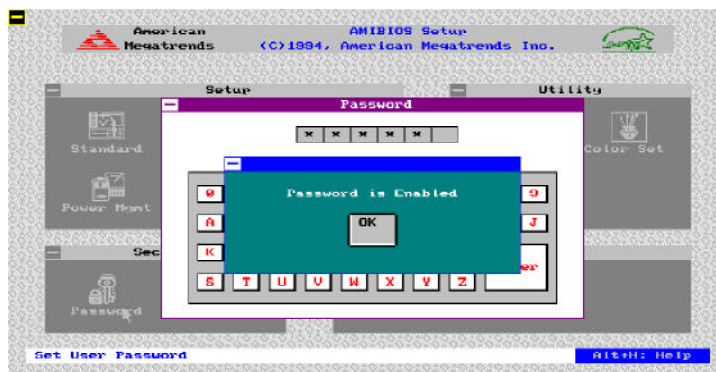 American
Megatrends
AMIBIOS Setup
(C)1994, American Megatrends Inc.
Setup
Utility
Password
* * * * *
Standard
Color Set
Password is Enabled
0
9
Power Mgmt
OK
A
J
Sec
K
er
S T U V W X Y Z
Password
Set User Password
Alt+H: Help